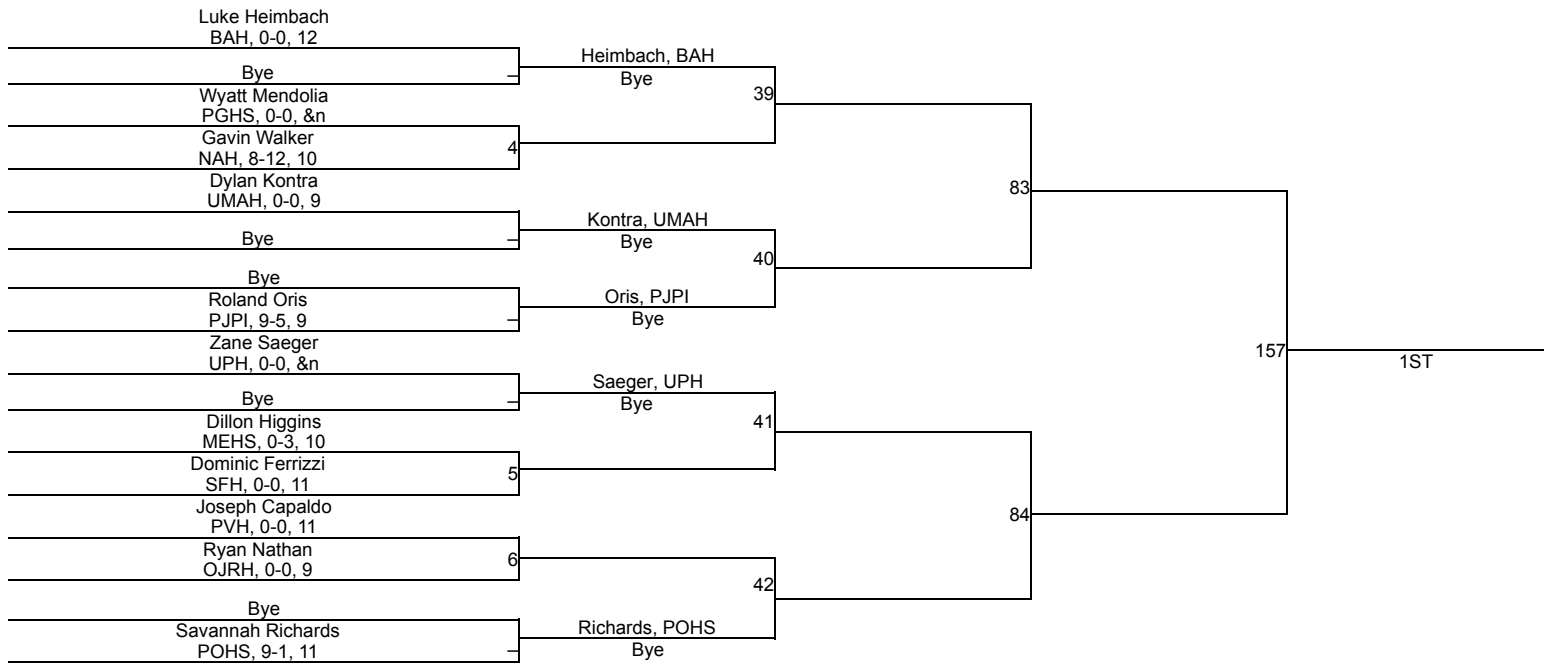 Luke Heimbach
BAH, 0-0, 12
Bye
–
Wyatt Mendolia
PGHS, 0-0, &n
Gavin Walker
NAH, 8-12, 10
4
Dylan Kontra
UMAH, 0-0, 9
Bye
–
Bye
Roland Oris
PJPI, 9-5, 9
–
Zane Saeger
UPH, 0-0, &n
Bye
–
Dillon Higgins
MEHS, 0-3, 10
Dominic Ferrizzi
SFH, 0-0, 11
5
Joseph Capaldo
PVH, 0-0, 11
Ryan Nathan
OJRH, 0-0, 9
6
Bye
Savannah Richards
POHS, 9-1, 11
–
Heimbach, BAH
Bye
39
Kontra, UMAH
Bye
40
Oris, PJPI
Bye
Saeger, UPH
Bye
41
42
Richards, POHS
Bye
83
84
157
1ST